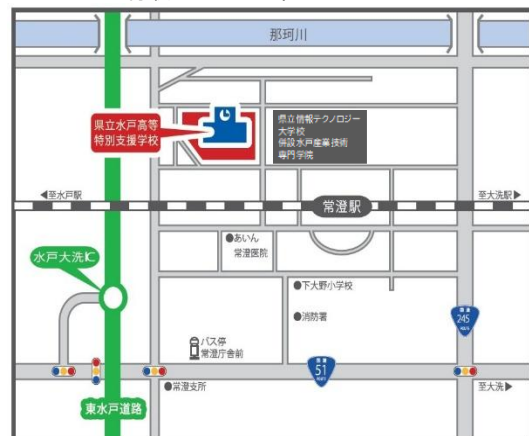 那珂川
県立水戸高等
特別支援学校
県立情報テクノロジー
大学校
併設水戸産業技術
専門学院
◀至水戸駅
至大洗駅▶
常澄駅
●あいん
常澄医院
水戸大洗IC
●下大野小学校
●消防署
バス停
常澄庁舎前
245
51
●常澄支所
至大洗▶
東水戸道路